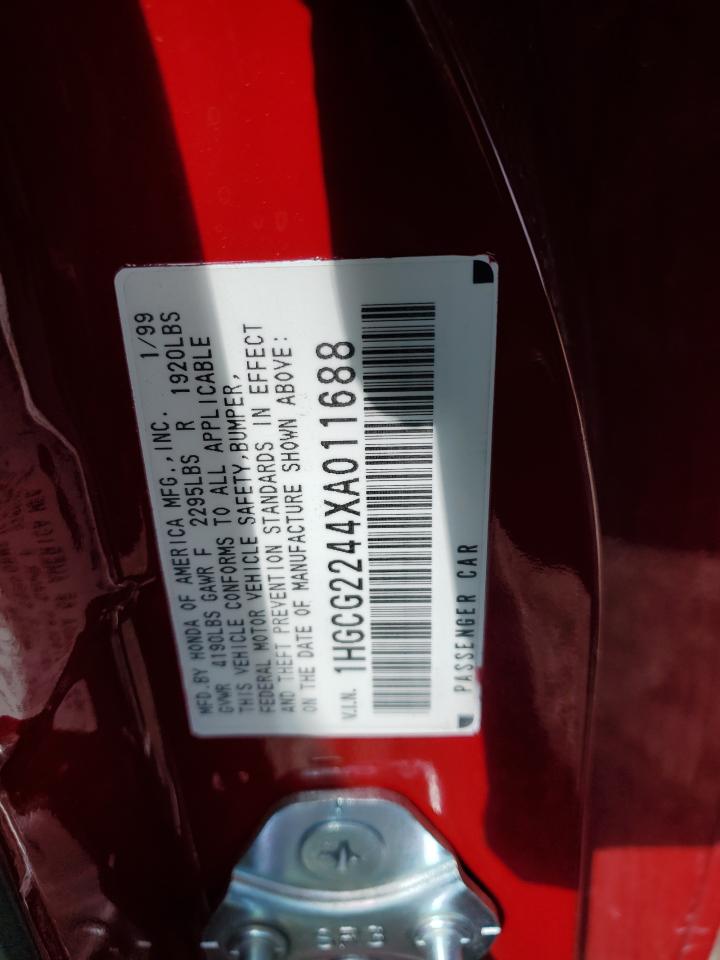 MFD.BY HONDA OF AMERICA MFG.,INC. 1/99
GVWR 4190LBS GAWR F 2295LBS R 1920LBS
THIS VEHICLE CONFORMS TO ALL APPLICABLE
FEDERAL MOTOR VEHICLE SAFETY,BUMPER,
AND THEFT PREVENTION STANDARDS IN EFFECT
ON THE DATE OF MANUFACTURE SHOWN ABOVE:
V.I.N. 1HGCG2244XA011688
PASSENGER CAR